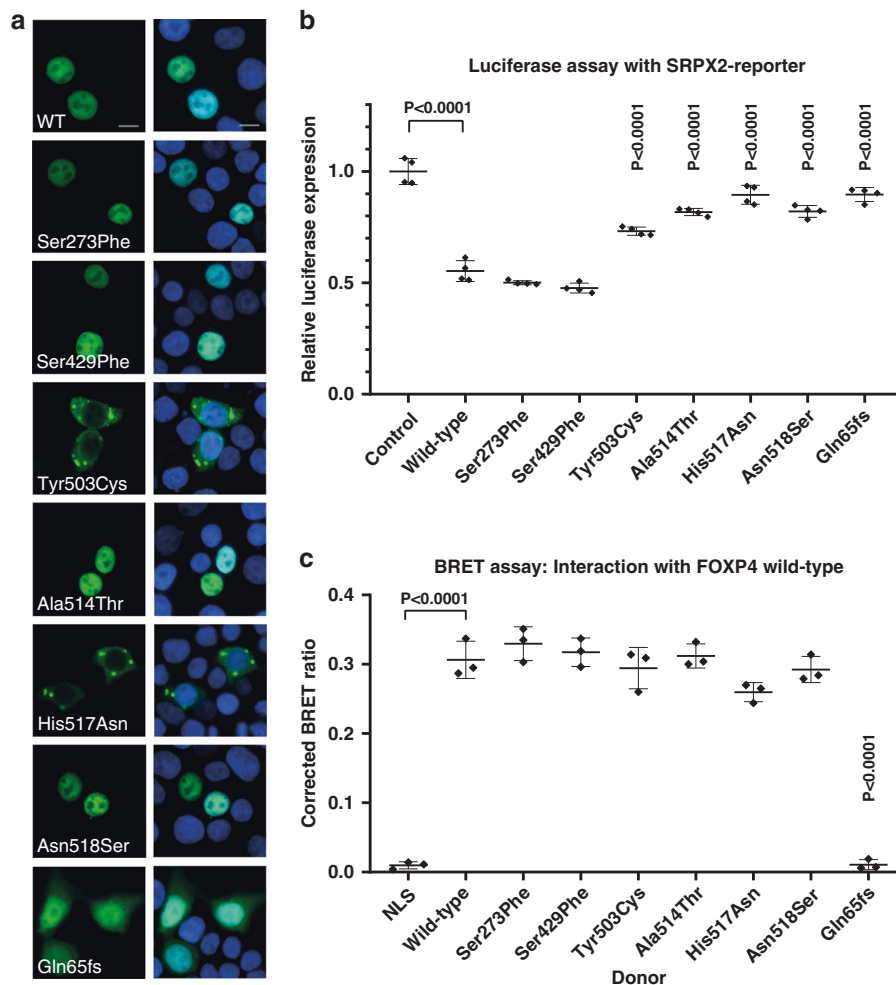 a
WT
Ser273Phe
Ser429Phe
Tyr503Cys
Ala514Thr
His517Asn
Asn518Ser
Gln65fs
b
Luciferase assay with SRPX2-reporter
P<0.0001
P<0.0001
P<0.0001
P<0.0001
P<0.0001
P<0.0001
Relative luciferase expression
1.0
0.5
0.0
Control
Wild-type
Ser273Phe
Ser429Phe
Tyr503Cys
Ala514Thr
His517Asn
Asn518Ser
Gln65fs
c
BRET assay: Interaction with FOXP4 wild-type
P<0.0001
P<0.0001
Corrected BRET ratio
0.4
0.3
0.2
0.1
0.0
NLS
Wild-type
Ser273Phe
Ser429Phe
Tyr503Cys
Ala514Thr
His517Asn
Asn518Ser
Gln65fs
Donor